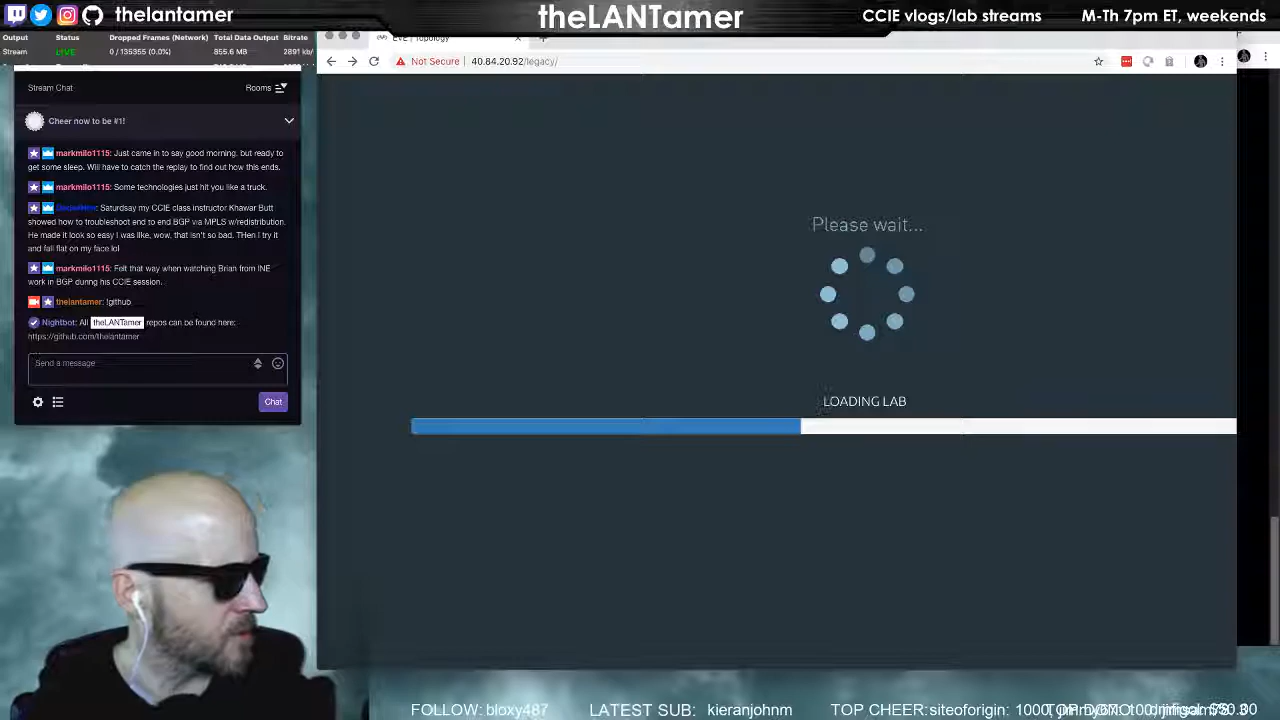 thelantamer
theLANTamer
CCIE vlogs/lab streams
M-Th 7pm ET, weekends
Output Status Dropped Frames (Network) Total Data Output Bitrate
Stream LIVE 0 / 135355 (0.0%) 855.6 MB 2891 kb/
EVE | Topology
Not Secure 40.84.20.92/legacy/
Stream Chat
Rooms
Cheer now to be #1!
markmilo1115: Just came in to say good morning. but ready to
get some sleep. Will have to catch the replay to find out how this ends.
markmilo1115: Some technologies just hit you like a truck.
Saturdsay my CCIE class instructor Khawar Butt
showed how to troubleshoot end to end BGP via MPLS w/redistribution.
He made it look so easy I was like, wow, that isn't so bad. THen I try it
and fall flat on my face lol
markmilo1115: Felt that way when watching Brian from INE
work in BGP during his CCIE session.
thelantamer: !github
Nightbot: All theLANTamer repos can be found here:
https://github.com/thelantamer
Send a message
Chat
Please wait...
LOADING LAB
FOLLOW: bloxy487
LATEST SUB: kieranjohnm
TOP CHEER: siteoforigin: 1000